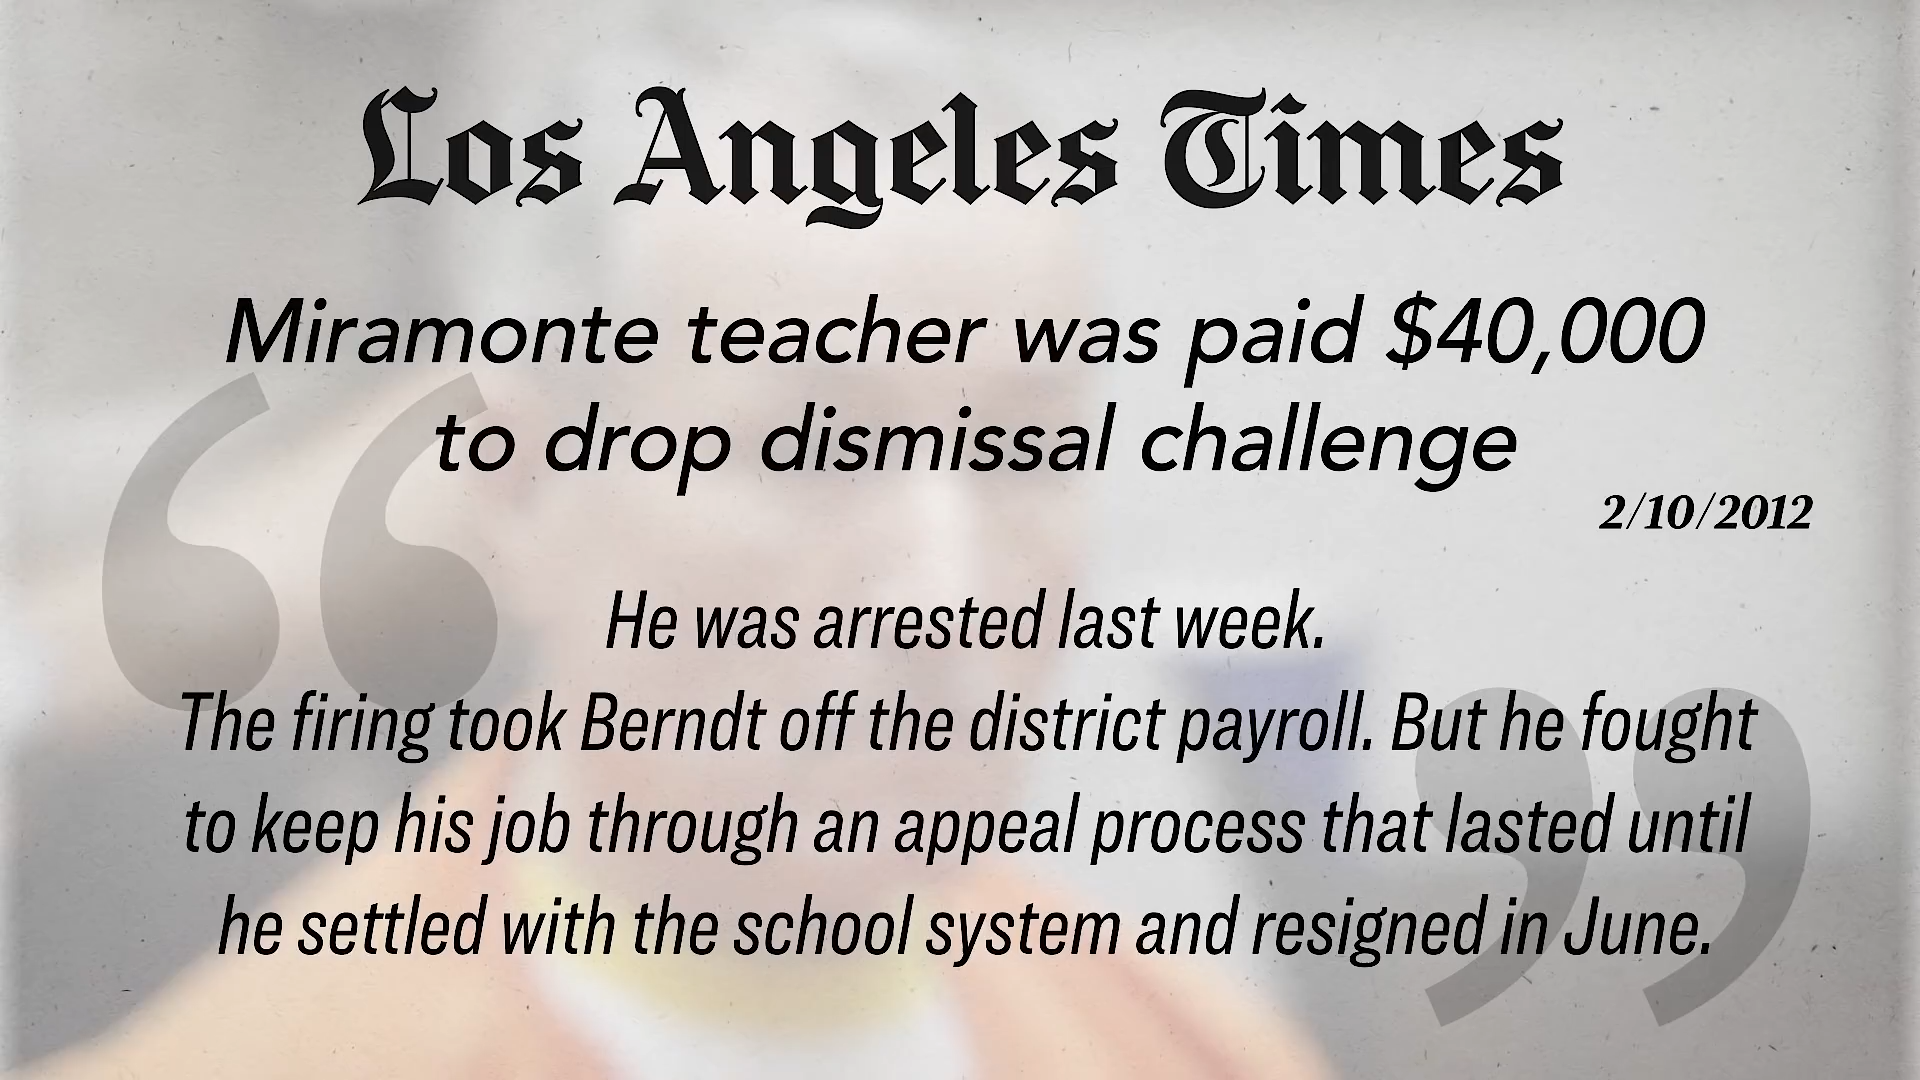 Los Angeles Times
Miramonte teacher was paid $40,000
to drop dismissal challenge
2/10/2012
He was arrested last week.
The firing took Berndt off the district payroll. But he fought
to keep his job through an appeal process that lasted until
he settled with the school system and resigned in June.